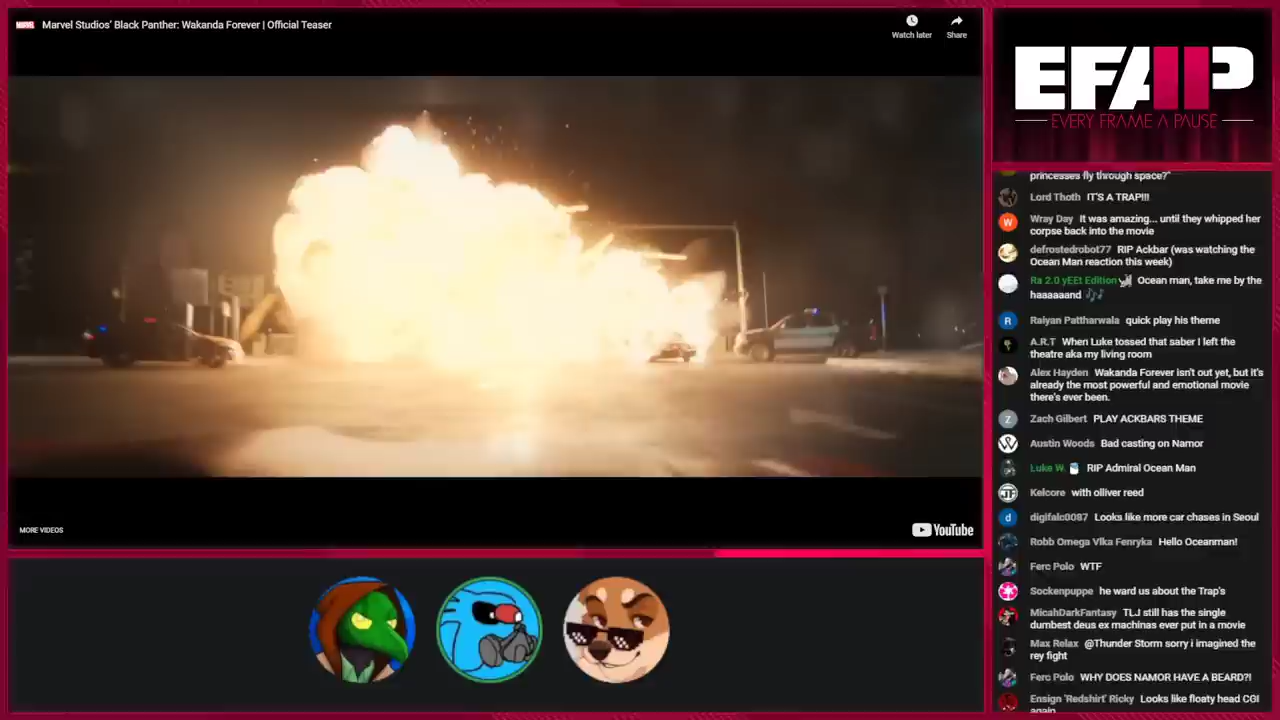 MARVEL Marvel Studios' Black Panther: Wakanda Forever | Official Teaser
Watch later
Share
MORE VIDEOS
YouTube
EFAP
EVERY FRAME A PAUSE
princesses fly through space?"
Lord Thoth IT'S A TRAP!!!
Wray Day It was amazing... until they whipped her
corpse back into the movie
defrostedrobot77 RIP Ackbar (was watching the
Ocean Man reaction this week)
Ra 2.0 yEEt Edition Ocean man, take me by the
haaaaaand 🎶
Raiyan Pattharwala quick play his theme
A.R.T When Luke tossed that saber I left the
theatre aka my living room
Alex Hayden Wakanda Forever isn't out yet, but it's
already the most powerful and emotional movie
there's ever been.
Zach Gilbert PLAY ACKBARS THEME
Austin Woods Bad casting on Namor
Luke W. RIP Admiral Ocean Man
Kelcore with olliver reed
digifalc0087 Looks like more car chases in Seoul
Robb Omega Vlka Fenryka Hello Oceanman!
Ferc Polo WTF
Sockenpuppe he ward us about the Trap's
MicahDarkFantasy TLJ still has the single
dumbest deus ex machinas ever put in a movie
Max Relax @Thunder Storm sorry i imagined the
rey fight
Ferc Polo WHY DOES NAMOR HAVE A BEARD?!
Ensign 'Redshirt' Ricky Looks like floaty head CGI
again